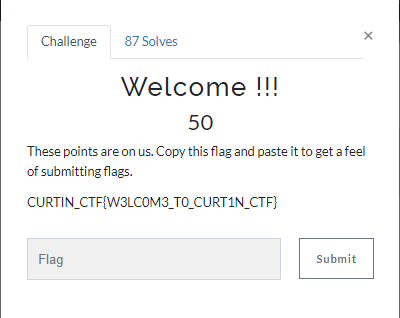 Challenge
87 Solves
×
Welcome !!!
50
These points are on us. Copy this flag and paste it to get a feel
of submitting flags.
CURTIN_CTF{W3LC0M3_T0_CURT1N_CTF}
Flag
Submit